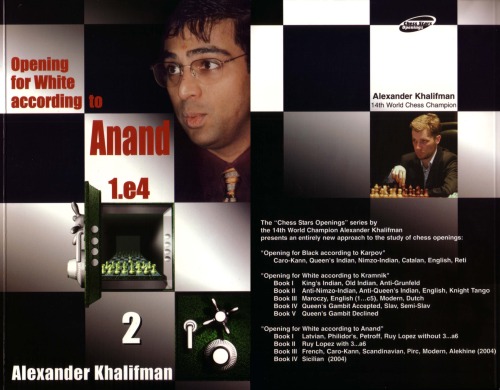 Opening
for White
according to
Anand
1.e4
2
Alexander Khalifman
Chess Stars
Openings
Alexander Khalifman
14th World Chess Champion
The "Chess Stars Openings" series by
the 14th World Champion Alexander Khalifman
presents an entirely new approach to the study of chess openings:
"Opening for Black according to Karpov"
Caro-Kann, Queen's Indian, Nimzo-Indian, Catalan, English, Reti
"Opening for White according to Kramnik"
Book I King's Indian, Old Indian, Anti-Grunfeld
Book II Anti-Nimzo-Indian, Anti-Queen's Indian, English, Knight Tango
Book III Maroczy, English (1...c5), Modern, Dutch
Book IV Queen's Gambit Accepted, Slav, Semi-Slav
Book V Queen's Gambit Declined
"Opening for White according to Anand"
Book I Latvian, Philidor's, Petroff, Ruy Lopez without 3...a6
Book II Ruy Lopez with 3...a6
Book III French, Caro-Kann, Scandinavian, Pirc, Modern, Alekhine (2004)
Book IV Sicilian (2004)